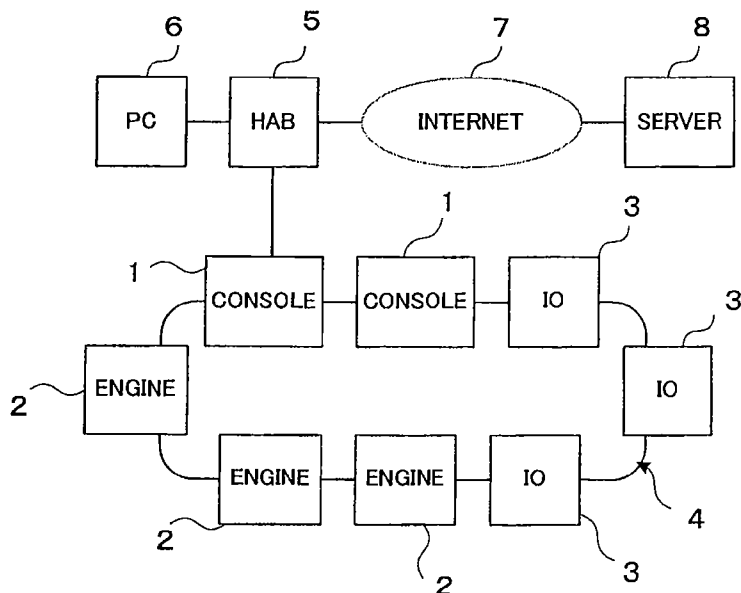 6 5 7 8
PC HAB INTERNET SERVER
1 1 3
CONSOLE CONSOLE IO
3
2 ENGINE IO
ENGINE ENGINE IO
4
2 2 3